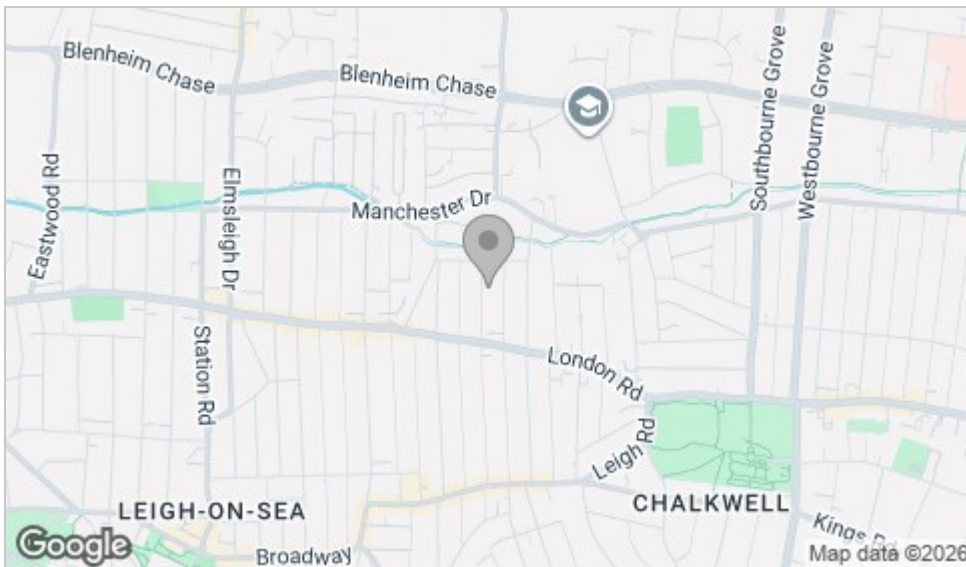 Blenheim Chase
Blenheim Chase
Southbourne Grove
Westbourne Grove
Eastwood Rd
Elmsleigh Dr
Manchester Dr
Station Rd
London Rd
Leigh Rd
LEIGH-ON-SEA
CHALKWELL
Kings Rd
Broadway
Google
Map data ©2026